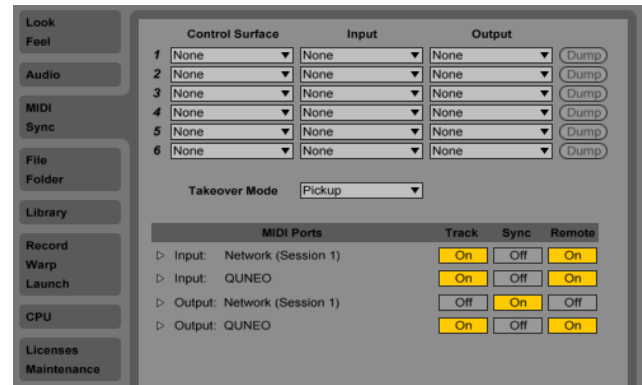 Look
Feel
Audio
MIDI
Sync
File
Folder
Library
Record
Warp
Launch
CPU
Licenses
Maintenance
Control Surface Input Output
1 None None None Dump
2 None None None Dump
3 None None None Dump
4 None None None Dump
5 None None None Dump
6 None None None Dump
Takeover Mode Pickup
MIDI Ports Track Sync Remote
Input: Network (Session 1) On Off On
Input: QUNEO On Off On
Output: Network (Session 1) Off On Off
Output: QUNEO On Off On